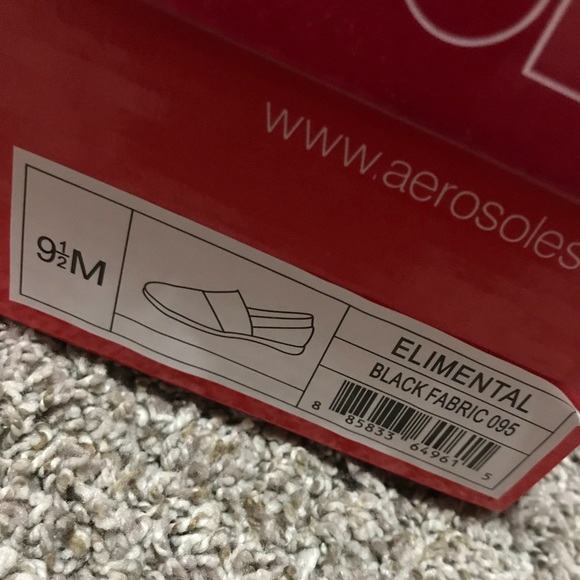 www.aerosoles
9½M
ELIMENTAL
BLACK FABRIC 095
8 85833 64961 5